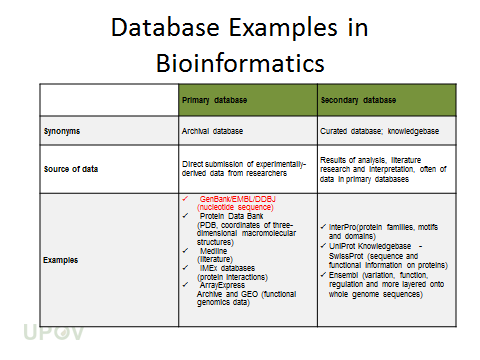 Database Examples in
Bioinformatics
Primary database
Secondary database
Synonyms
Archival database
Curated database; knowledgebase
Source of data
Direct submission of experimentally-
derived data from researchers
Results of analysis, literature
research and interpretation, often of
data in primary databases
Examples
✓ GenBank/EMBL/DDBJ
(nucleotide sequence)
✓ Protein Data Bank
(PDB, coordinates of three-
dimensional macromolecular
structures)
✓ Medline
(literature)
✓ IMEx databases
(protein interactions)
✓ ArrayExpress
Archive and GEO (functional
genomics data)
✓ InterPro(protein families, motifs
and domains)
✓ UniProt Knowledgebase -
SwissProt (sequence and
functional information on proteins)
✓ Ensembl (variation, function,
regulation and more layered onto
whole genome sequences)
UPOV